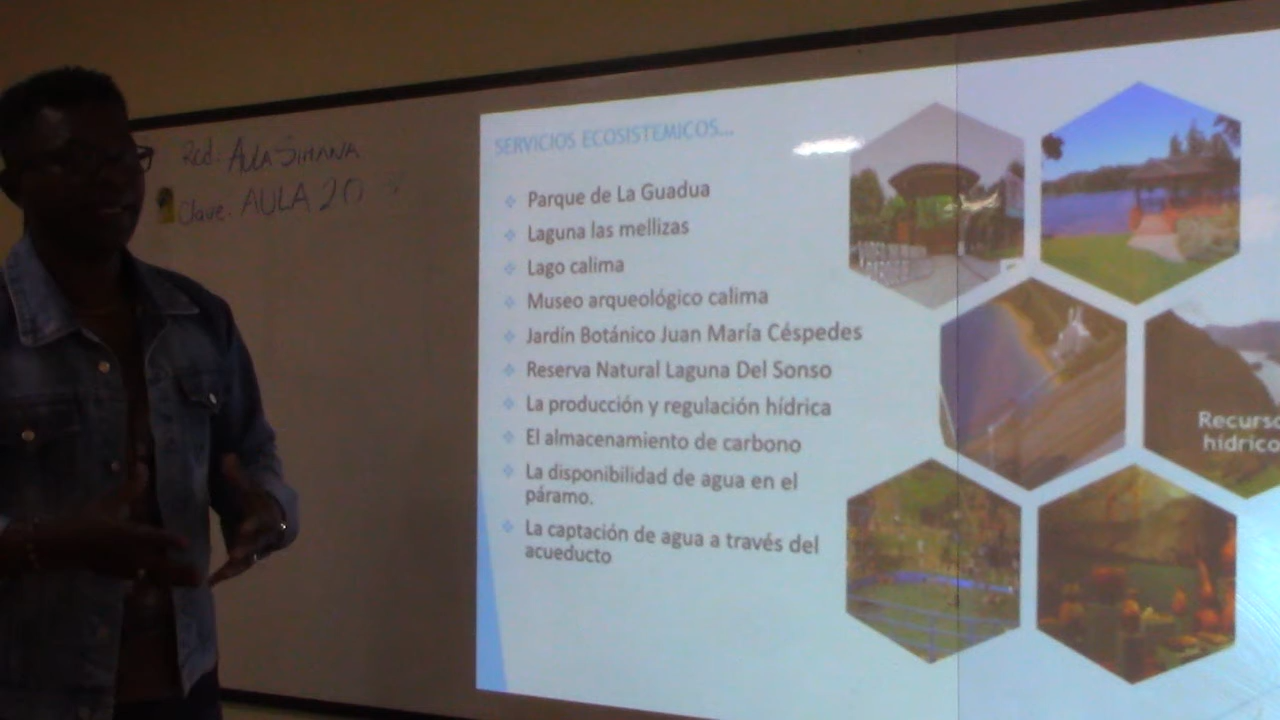 Red: AULA-SIMANA
Clave. AULA 20
SERVICIOS ECOSISTEMICOS...
Parque de La Guadua
Laguna las mellizas
Lago calima
Museo arqueológico calima
Jardín Botánico Juan María Céspedes
Reserva Natural Laguna Del Sonso
La producción y regulación hídrica
El almacenamiento de carbono
La disponibilidad de agua en el
páramo.
La captación de agua a través del
acueducto
Recurso
hídrico